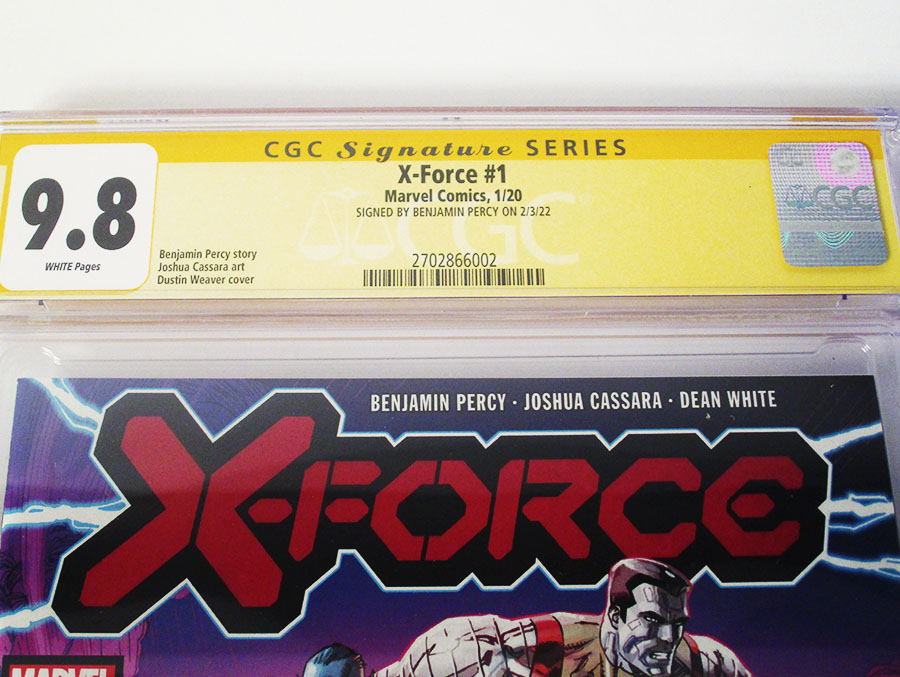 CGC Signature SERIES
X-Force #1
Marvel Comics, 1/20
SIGNED BY BENJAMIN PERCY ON 2/3/22
9.8
WHITE Pages
Benjamin Percy story
Joshua Cassara art
Dustin Weaver cover
CGC
2702866002
CGC
BENJAMIN PERCY · JOSHUA CASSARA · DEAN WHITE
X-FORCE
MARVEL